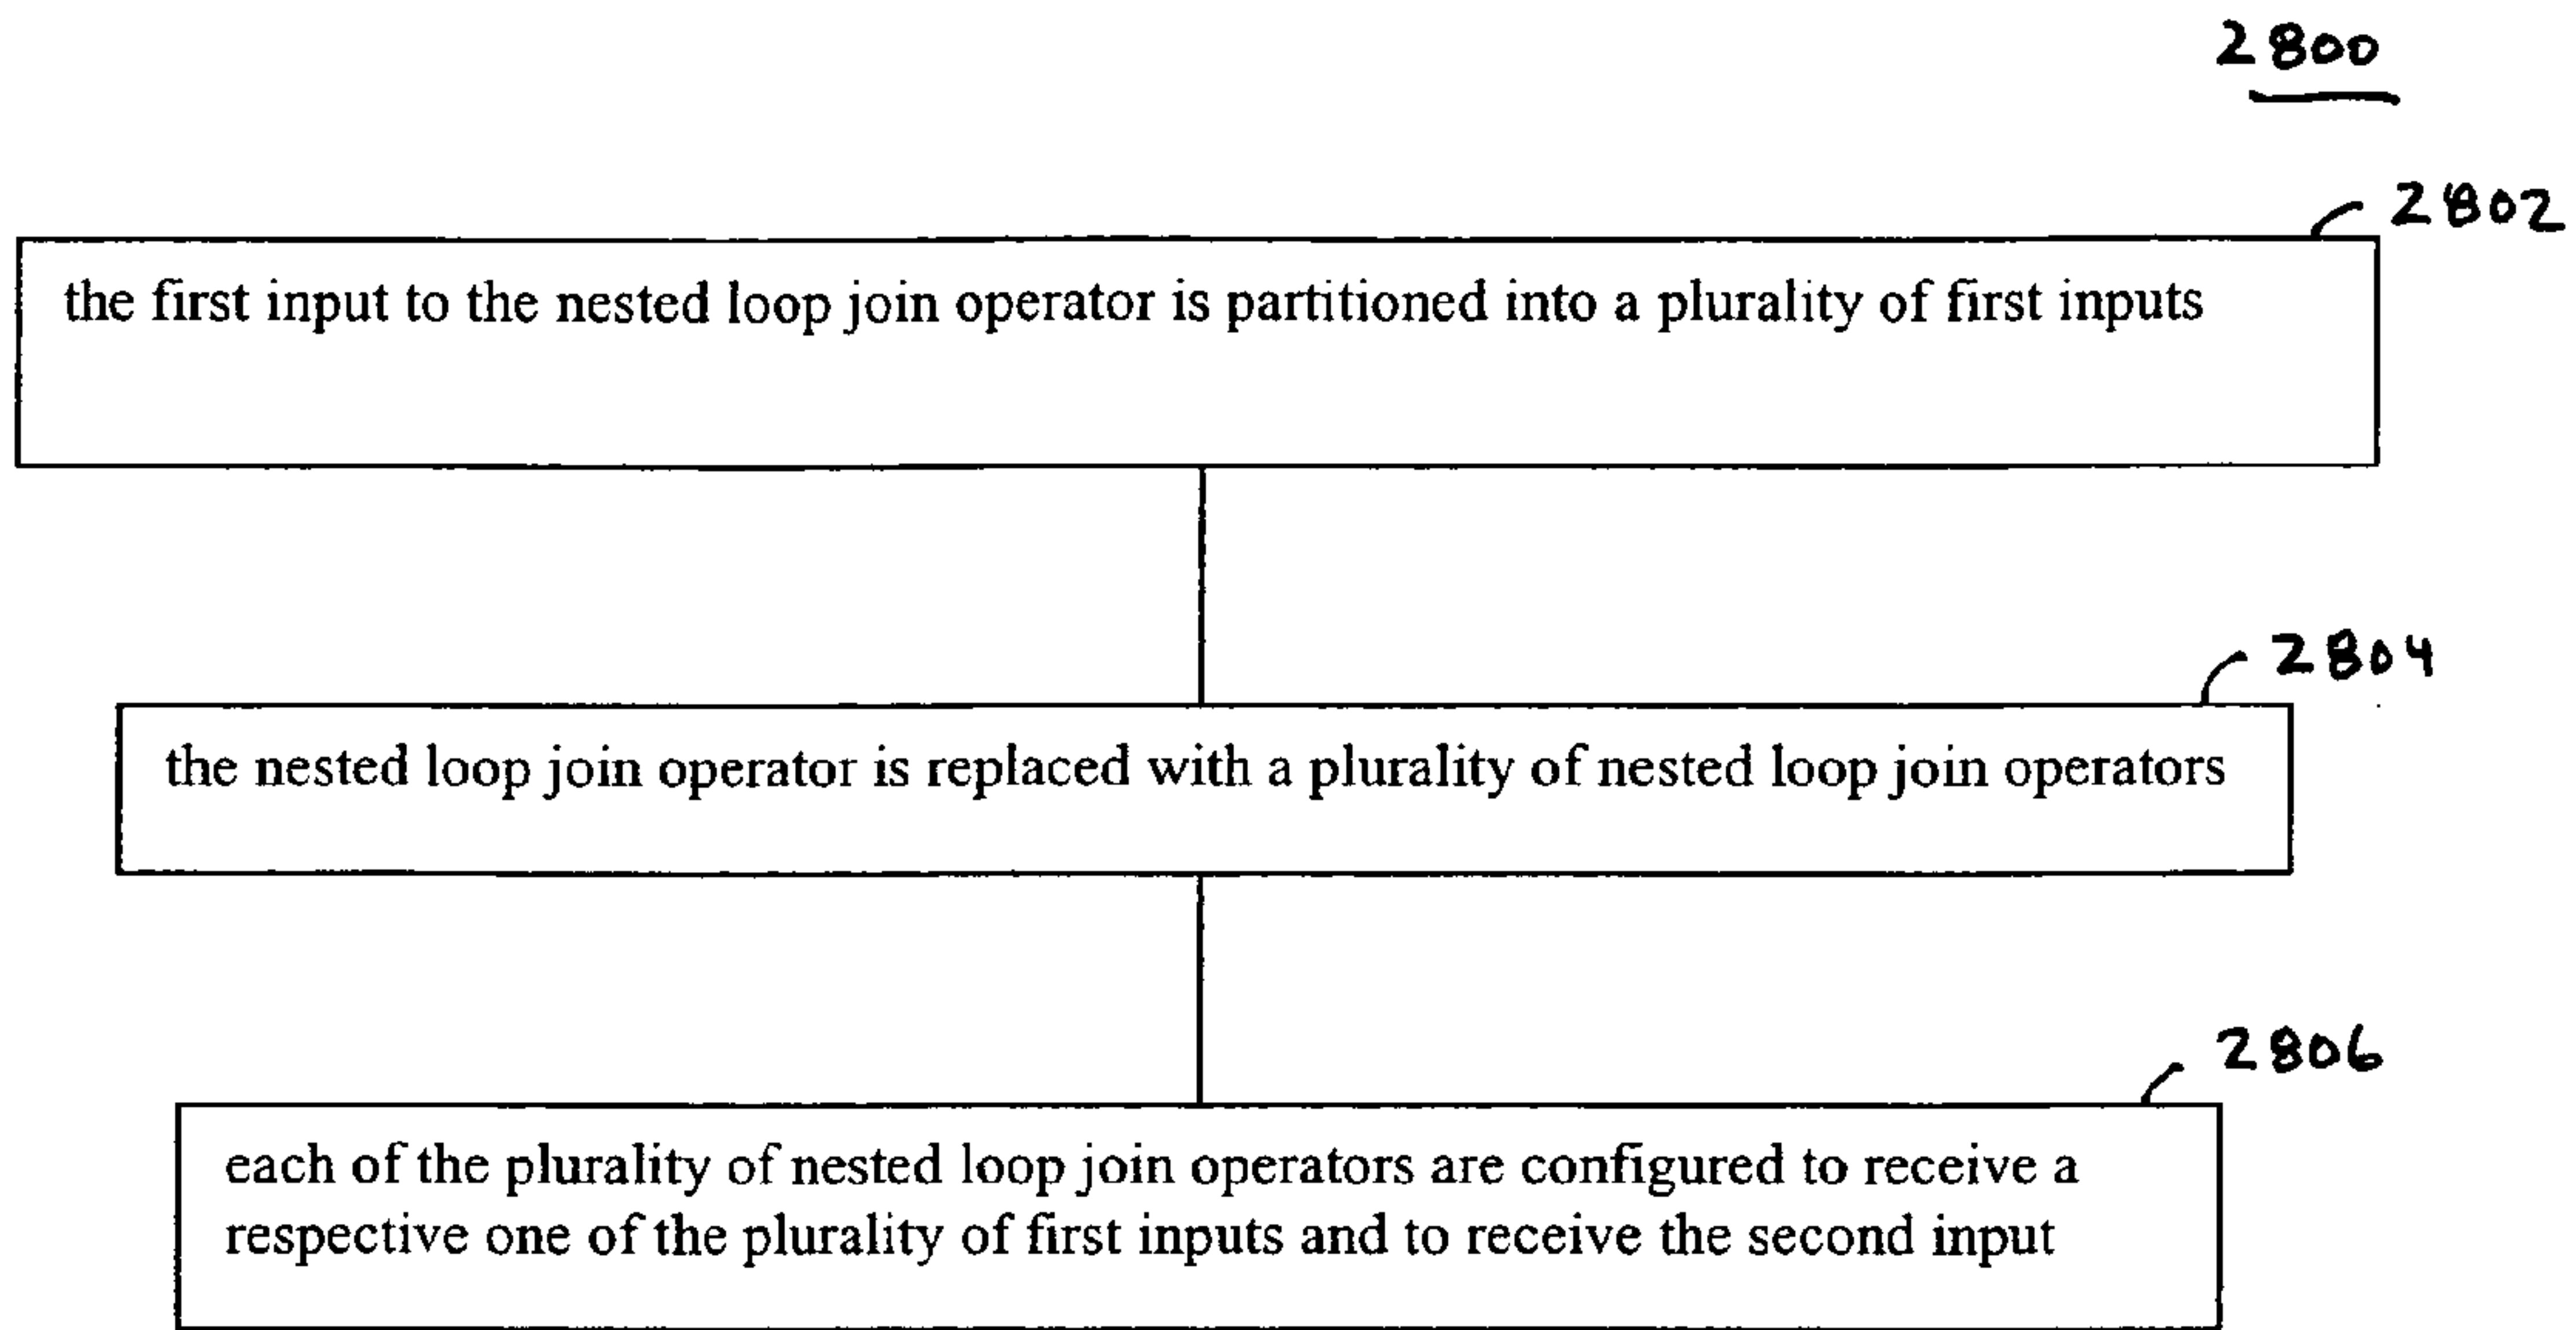 2800
2802
the first input to the nested loop join operator is partitioned into a plurality of first inputs
2804
the nested loop join operator is replaced with a plurality of nested loop join operators
2806
each of the plurality of nested loop join operators are configured to receive a
respective one of the plurality of first inputs and to receive the second input